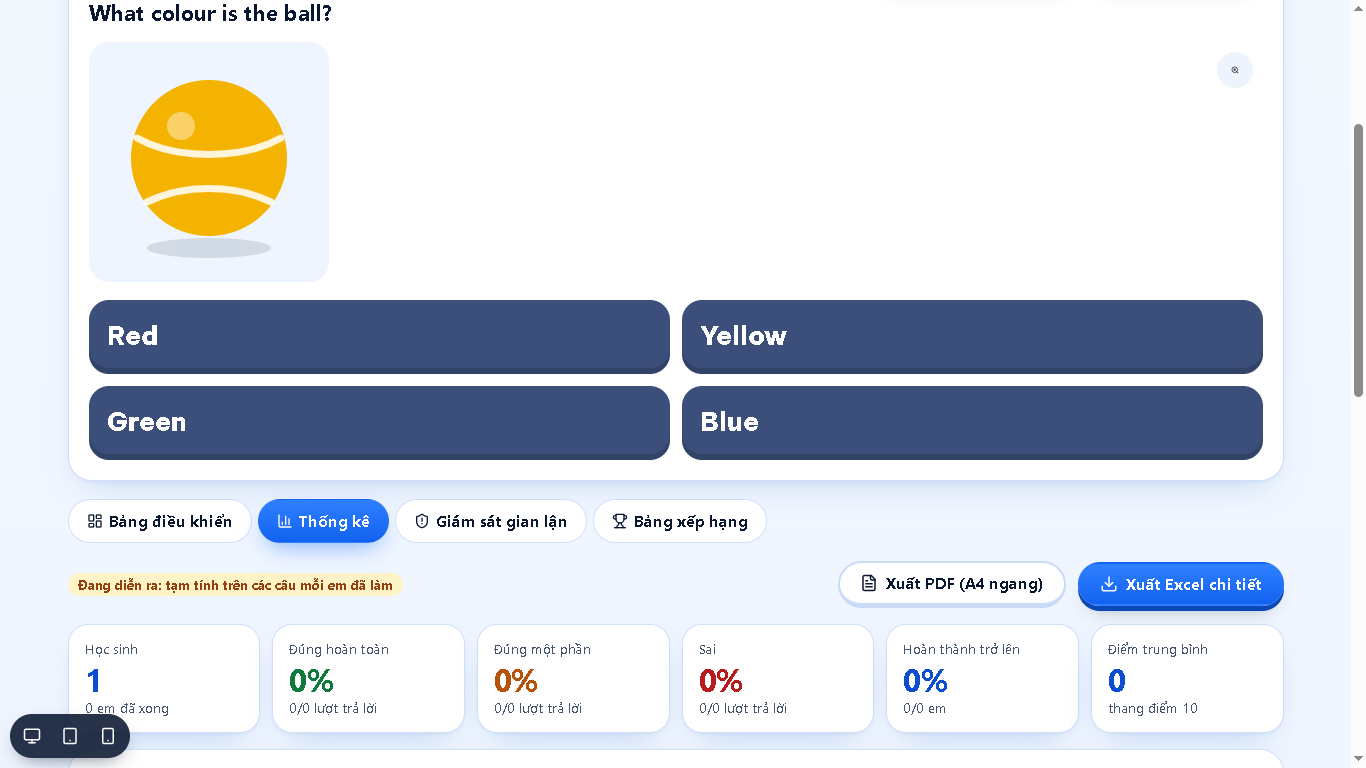 What colour is the ball?
Red
Yellow
Green
Blue
Bảng điều khiển
Thống kê
Giám sát gian lận
Bảng xếp hạng
Đang diễn ra: tạm tính trên các câu mỗi em đã làm
Xuất PDF (A4 ngang)
Xuất Excel chi tiết
Học sinh
1
0 em đã xong
Đúng hoàn toàn
0%
0/0 lượt trả lời
Đúng một phần
0%
0/0 lượt trả lời
Sai
0%
0/0 lượt trả lời
Hoàn thành trở lên
0%
0/0 em
Điểm trung bình
0
thang điểm 10